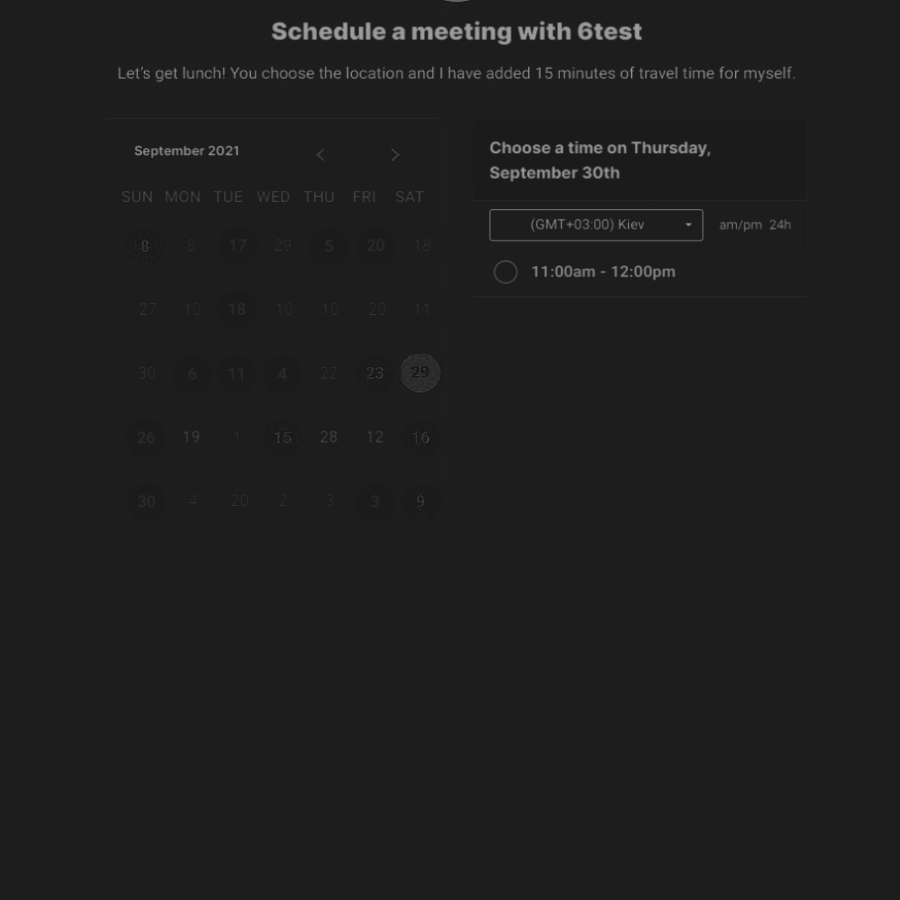 Schedule a meeting with 6test
Let's get lunch! You choose the location and I have added 15 minutes of travel time for myself.
September 2021
SUN MON TUE WED THU FRI SAT
8 8 17 29 5 20 18
27 10 18 10 10 20 11
30 6 11 4 22 23 29
26 19 1 15 28 12 16
30 4 20 2 3 3 9
Choose a time on Thursday,
September 30th
(GMT+03:00) Kiev am/pm 24h
11:00am - 12:00pm